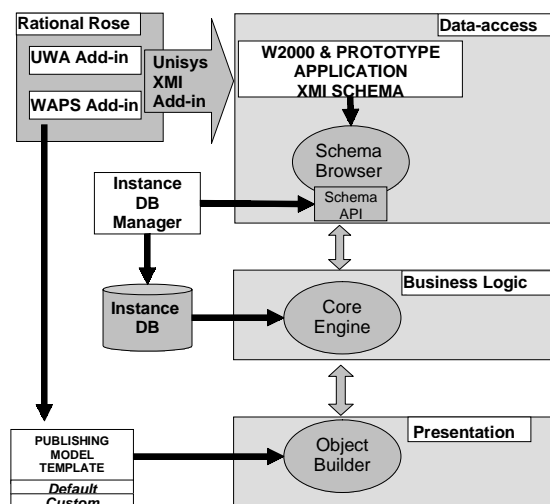 Rational Rose
UWA Add-in
WAPS Add-in
Unisys
XMI
Add-in
Data-access
W2000 & PROTOTYPE
APPLICATION
XMI SCHEMA
Schema
Browser
Schema
API
Instance
DB
Manager
Instance
DB
Business Logic
Core
Engine
Presentation
Object
Builder
PUBLISHING
MODEL
TEMPLATE
Default
Custom